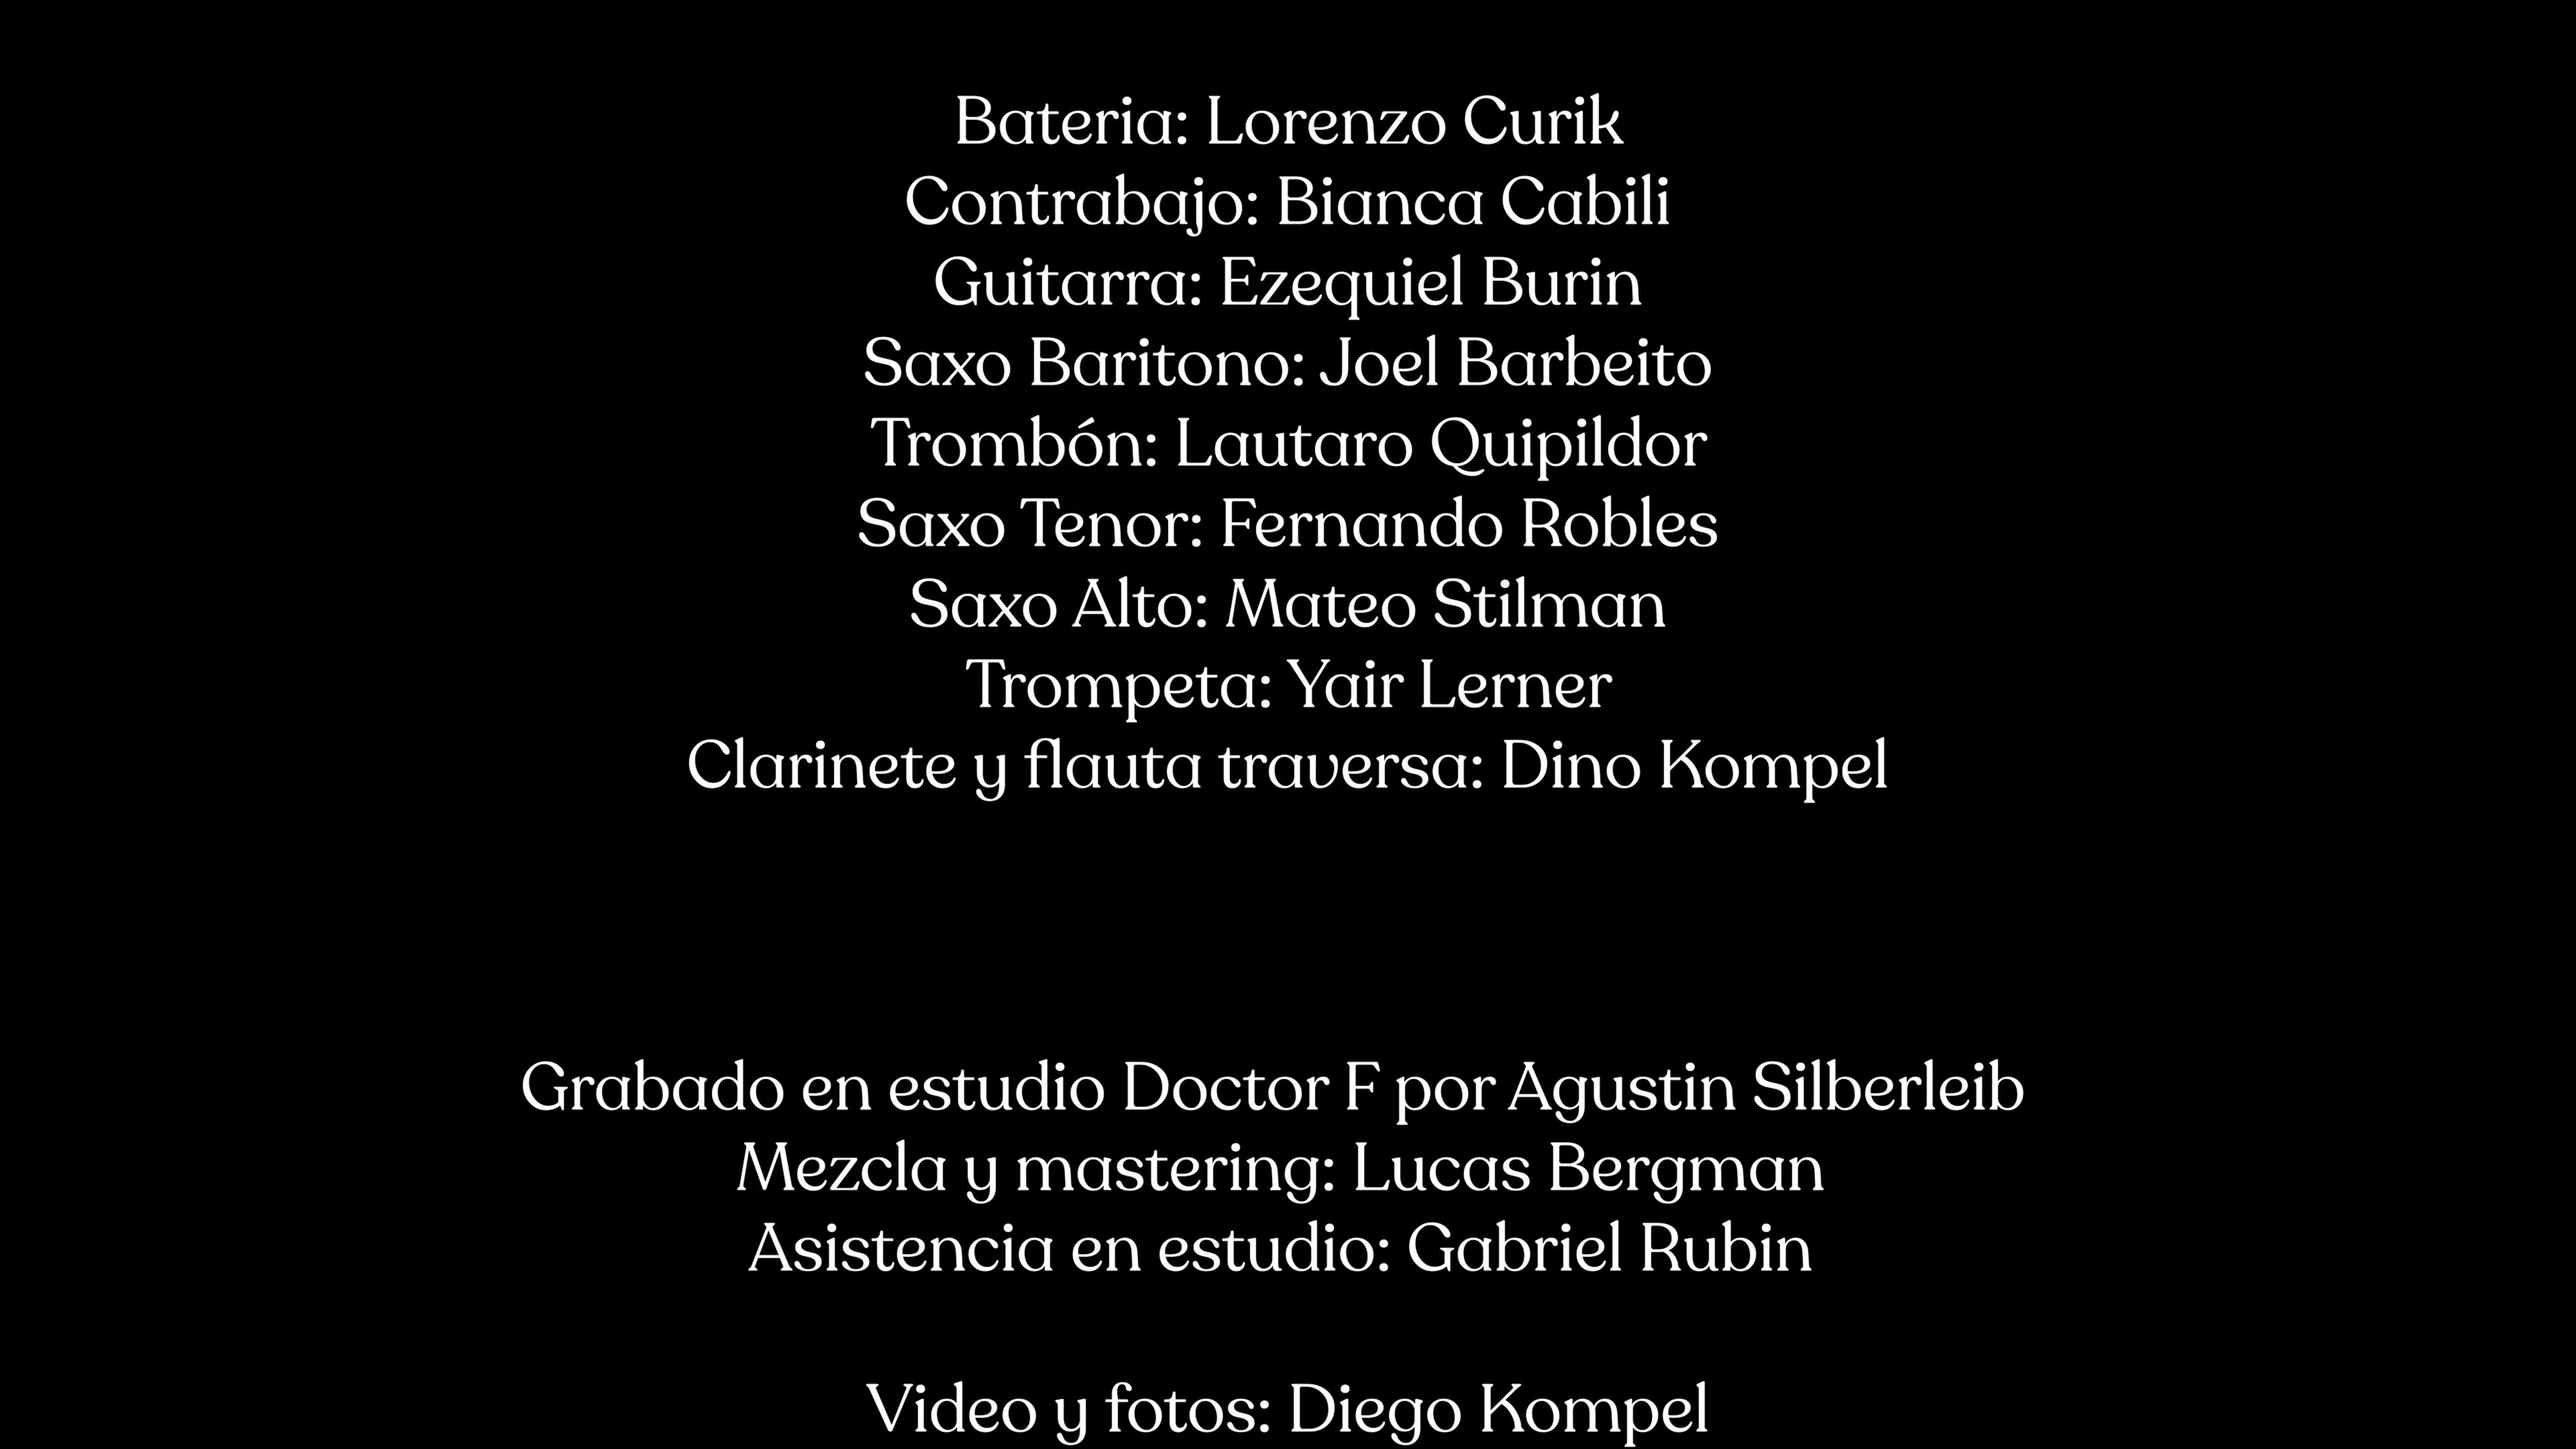 Bateria: Lorenzo Curik
Contrabajo: Bianca Cabili
Guitarra: Ezequiel Burin
Saxo Baritono: Joel Barbeito
Trombón: Lautaro Quipildor
Saxo Tenor: Fernando Robles
Saxo Alto: Mateo Stilman
Trompeta: Yair Lerner
Clarinete y flauta traversa: Dino Kompel
Grabado en estudio Doctor F por Agustin Silberleib
Mezcla y mastering: Lucas Bergman
Asistencia en estudio: Gabriel Rubin
Video y fotos: Diego Kompel